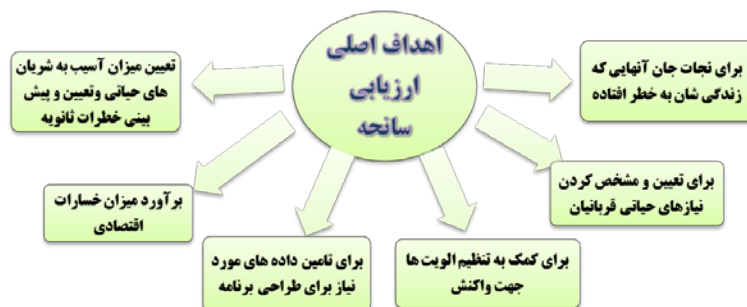 اهداف اصلی
ارزیابی
سانحه
برای نجات جان آنهایی که
زندگی شان به خطر افتاده
برای تعیین و مشخص کردن
نیازهای حیاتی قربانیان
برای کمک به تنظیم الویت ها
جهت واکنش
برای تامین داده های مورد
نیاز برای طراحی برنامه
برآورد میزان خسارات
اقتصادی
تعیین میزان آسیب به شریان
های حیاتی وتعیین و پیش
بینی خطرات ثانویه